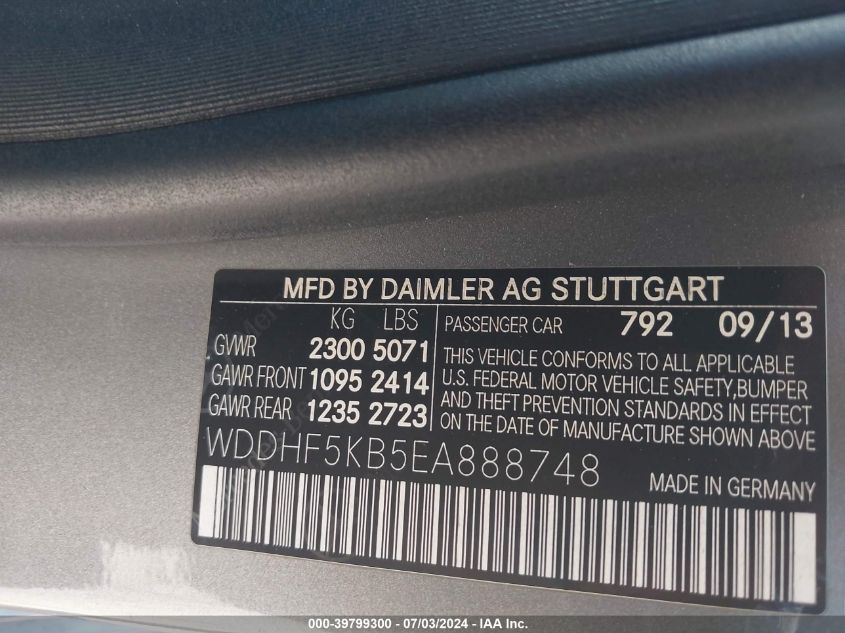 MFD BY DAIMLER AG STUTTGART
KG LBS
GVWR 2300 5071
GAWR FRONT 1095 2414
GAWR REAR 1235 2723
PASSENGER CAR 792 09/13
THIS VEHICLE CONFORMS TO ALL APPLICABLE
U.S. FEDERAL MOTOR VEHICLE SAFETY,BUMPER
AND THEFT PREVENTION STANDARDS IN EFFECT
ON THE DATE OF MANUFACTURE SHOWN ABOVE
WDDHF5KB5EA888748
MADE IN GERMANY
000-39799300 - 07/03/2024 - IAA Inc.